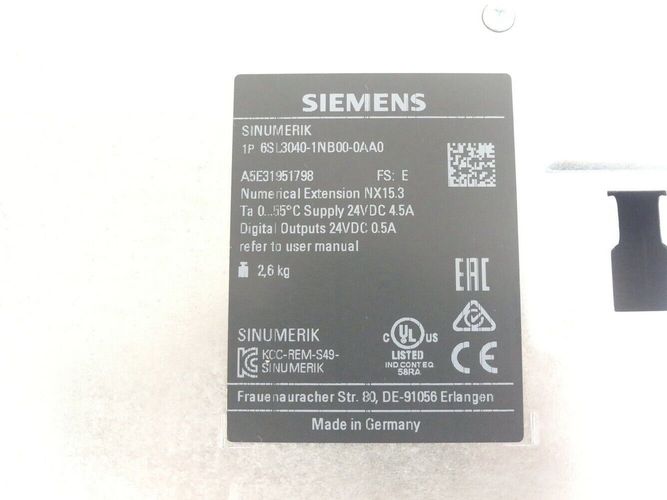 SIEMENS
SINUMERIK
1P 6SL3040-1NB00-0AA0
A5E31951798 FS: E
Numerical Extension NX15.3
Ta 0...55°C Supply 24VDC 4.5A
Digital Outputs 24VDC 0.5A
refer to user manual
2,6 kg
EAC
SINUMERIK
KCC-REM-S49-
SINUMERIK
C UL US
LISTED
IND CONT EQ
58RA
CE
Frauenauracher Str. 80, DE-91056 Erlangen
Made in Germany